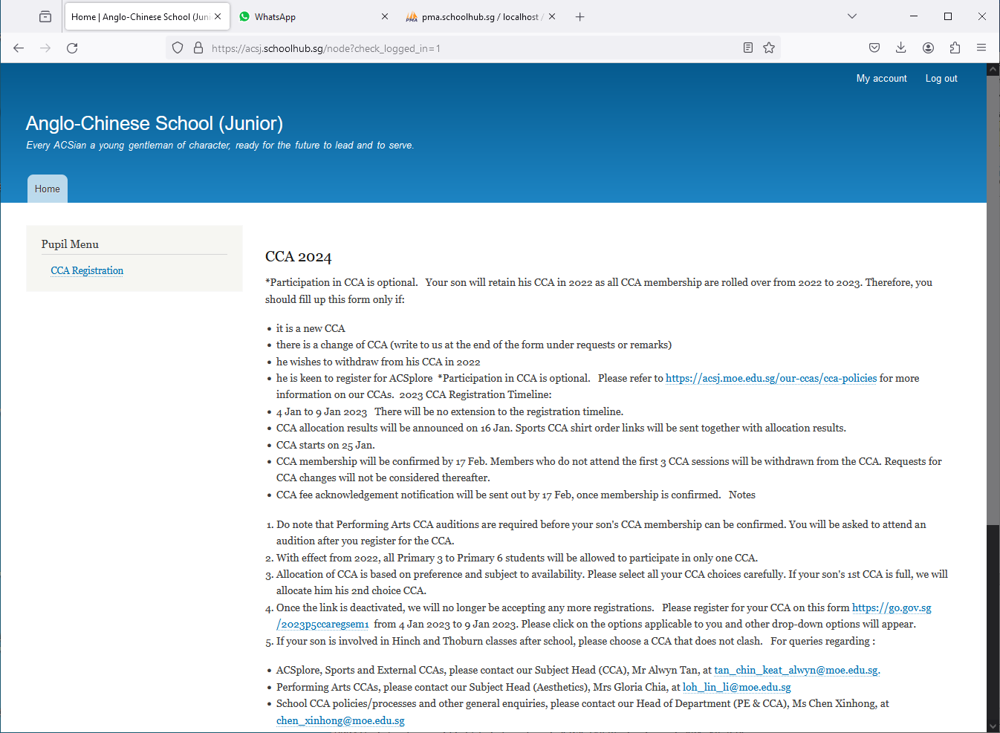 Home | Anglo-Chinese School (Juni
WhatsApp
PMA
pma.schoolhub.sg / localhost /
https://acsj.schoolhub.sg/node?check_logged_in=1
My account
Log out
Anglo-Chinese School (Junior)
Every ACSian a young gentleman of character, ready for the future to lead and to serve.
Home
Pupil Menu
CCA Registration
CCA 2024
*Participation in CCA is optional. Your son will retain his CCA in 2022 as all CCA membership are rolled over from 2022 to 2023. Therefore, you
should fill up this form only if:
• it is a new CCA
• there is a change of CCA (write to us at the end of the form under requests or remarks)
• he wishes to withdraw from his CCA in 2022
• he is keen to register for ACSplore *Participation in CCA is optional. Please refer to https://acsj.moe.edu.sg/our-ccas/cca-policies for more
information on our CCAs. 2023 CCA Registration Timeline:
• 4 Jan to 9 Jan 2023 There will be no extension to the registration timeline.
• CCA allocation results will be announced on 16 Jan. Sports CCA shirt order links will be sent together with allocation results.
• CCA starts on 25 Jan.
• CCA membership will be confirmed by 17 Feb. Members who do not attend the first 3 CCA sessions will be withdrawn from the CCA. Requests for
CCA changes will not be considered thereafter.
• CCA fee acknowledgement notification will be sent out by 17 Feb, once membership is confirmed. Notes
1. Do note that Performing Arts CCA auditions are required before your son's CCA membership can be confirmed. You will be asked to attend an
audition after you register for the CCA.
2. With effect from 2022, all Primary 3 to Primary 6 students will be allowed to participate in only one CCA.
3. Allocation of CCA is based on preference and subject to availability. Please select all your CCA choices carefully. If your son's 1st CCA is full, we will
allocate him his 2nd choice CCA.
4. Once the link is deactivated, we will no longer be accepting any more registrations. Please register for your CCA on this form https://go.gov.sg
/2023p5ccaregsem1 from 4 Jan 2023 to 9 Jan 2023. Please click on the options applicable to you and other drop-down options will appear.
5. If your son is involved in Hinch and Thoburn classes after school, please choose a CCA that does not clash. For queries regarding :
• ACSplore, Sports and External CCAs, please contact our Subject Head (CCA), Mr Alwyn Tan, at tan_chin_keat_alwyn@moe.edu.sg.
• Performing Arts CCAs, please contact our Subject Head (Aesthetics), Mrs Gloria Chia, at loh_lin_li@moe.edu.sg
• School CCA policies/processes and other general enquiries, please contact our Head of Department (PE & CCA), Ms Chen Xinhong, at
chen_xinhong@moe.edu.sg